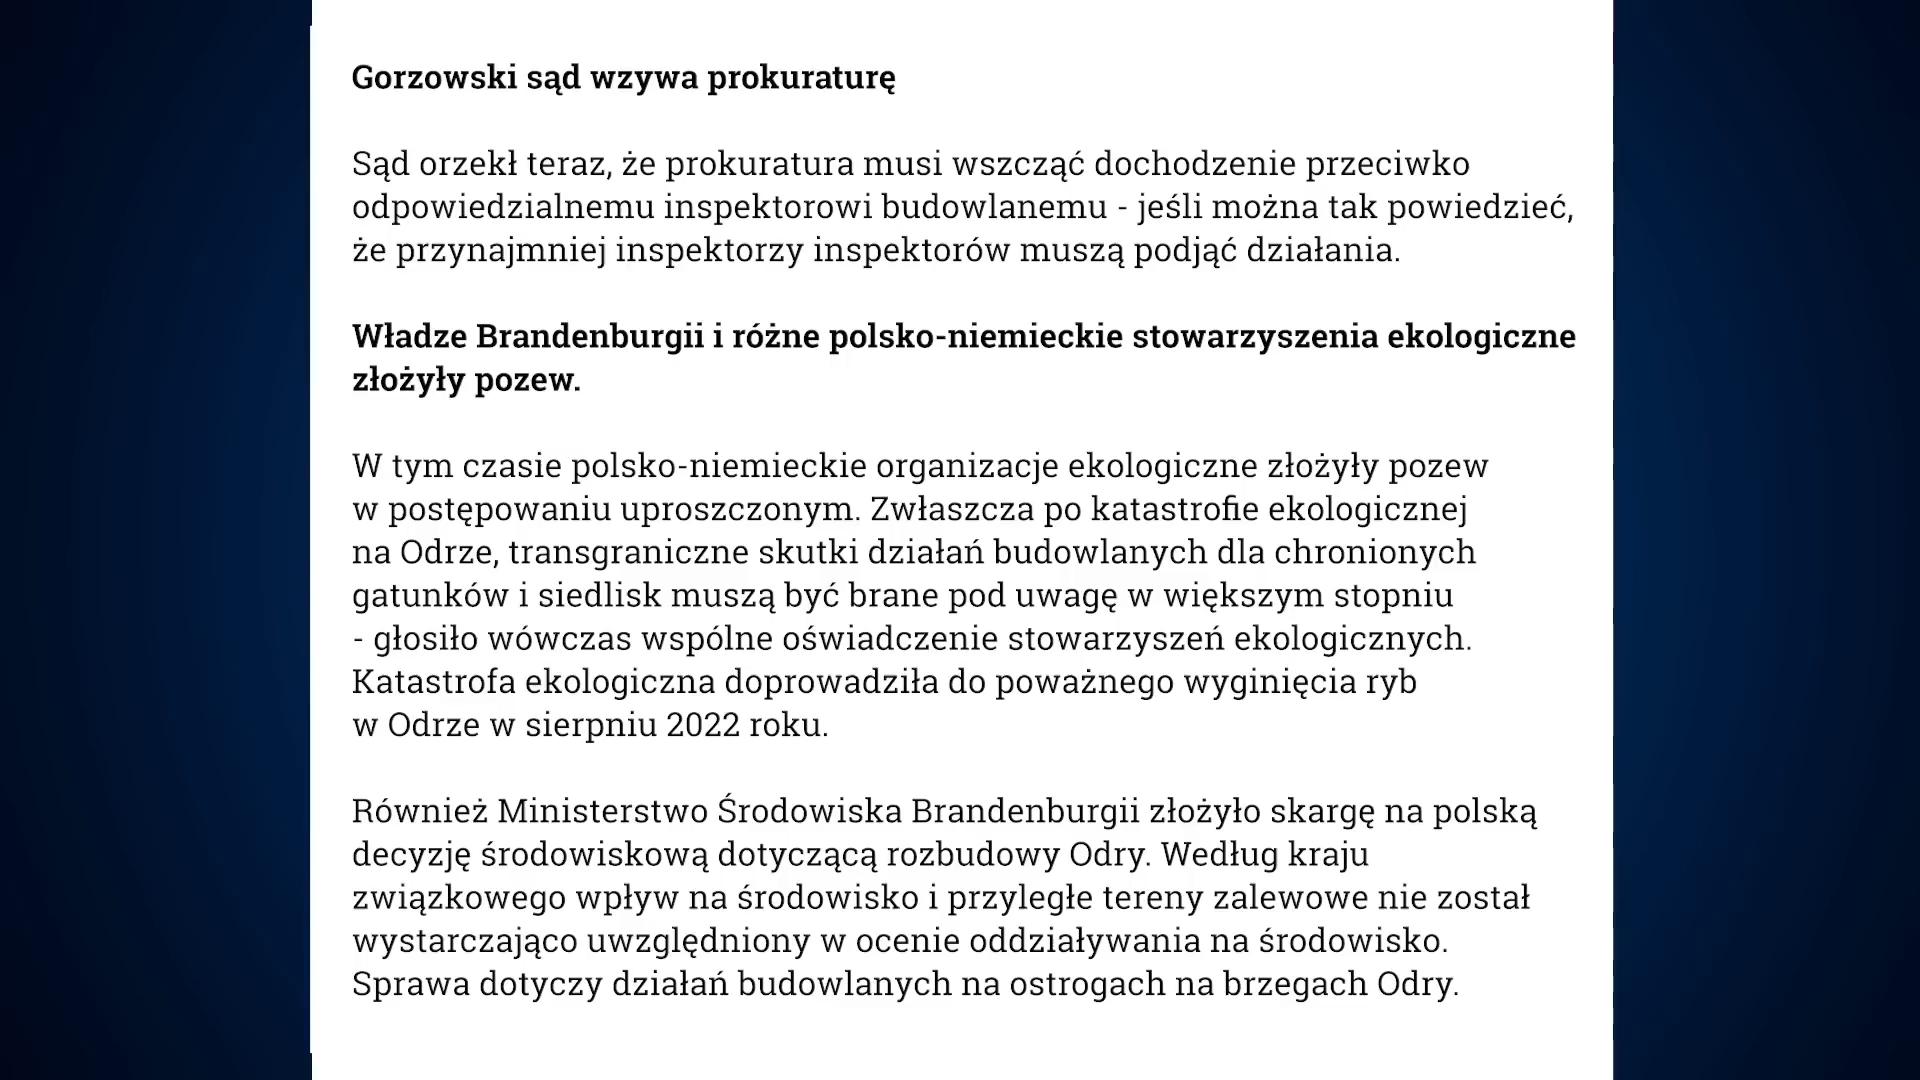 Gorzowski sąd wzywa prokuraturę
Sąd orzekł teraz, że prokuratura musi wszcząć dochodzenie przeciwko
odpowiedzialnemu inspektorowi budowlanemu - jeśli można tak powiedzieć,
że przynajmniej inspektorzy inspektorów muszą podjąć działania.
Władze Brandenburgii i różne polsko-niemieckie stowarzyszenia ekologiczne
złożyły pozew.
W tym czasie polsko-niemieckie organizacje ekologiczne złożyły pozew
w postępowaniu uproszczonym. Zwłaszcza po katastrofie ekologicznej
na Odrze, transgraniczne skutki działań budowlanych dla chronionych
gatunków i siedlisk muszą być brane pod uwagę w większym stopniu
- głosiło wówczas wspólne oświadczenie stowarzyszeń ekologicznych.
Katastrofa ekologiczna doprowadziła do poważnego wyginięcia ryb
w Odrze w sierpniu 2022 roku.
Również Ministerstwo Środowiska Brandenburgii złożyło skargę na polską
decyzję środowiskową dotyczącą rozbudowy Odry. Według kraju
związkowego wpływ na środowisko i przyległe tereny zalewowe nie został
wystarczająco uwzględniony w ocenie oddziaływania na środowisko.
Sprawa dotyczy działań budowlanych na ostrogach na brzegach Odry.